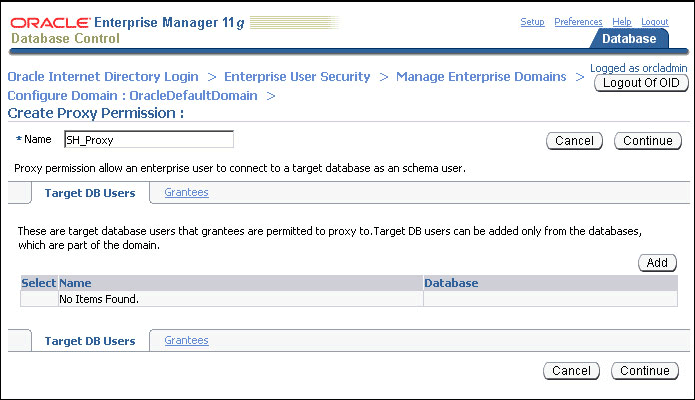 ORACLE Enterprise Manager 11g
Database Control
Setup Preferences Help Logout
Database
Logged as orcladmin
Logout Of OID
Oracle Internet Directory Login > Enterprise User Security > Manage Enterprise Domains >
Configure Domain : OracleDefaultDomain >
Create Proxy Permission :
* Name SH_Proxy
Cancel Continue
Proxy permission allow an enterprise user to connect to a target database as an schema user.
Target DB Users Grantees
These are target database users that grantees are permitted to proxy to.Target DB users can be added only from the databases,
which are part of the domain.
Add
Select Name Database
No Items Found.
Target DB Users Grantees
Cancel Continue